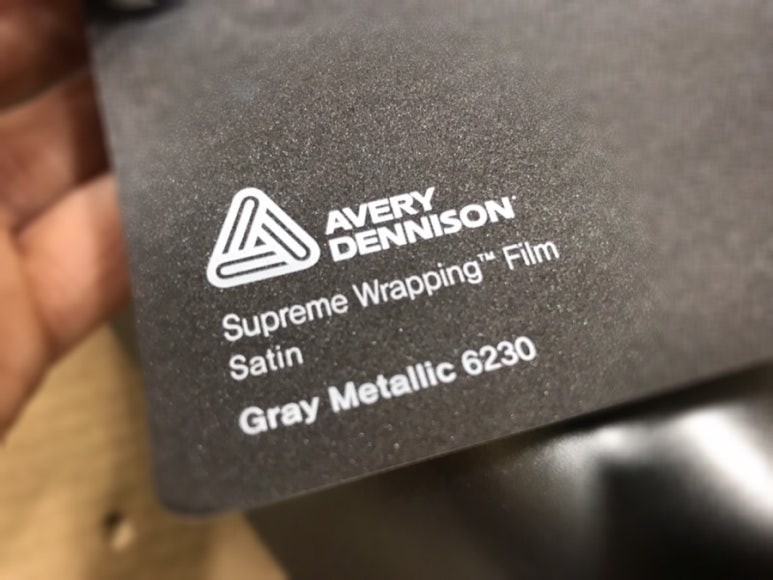 AVERY
DENNISON
Supreme Wrapping™ Film
Satin
Gray Metallic 6230